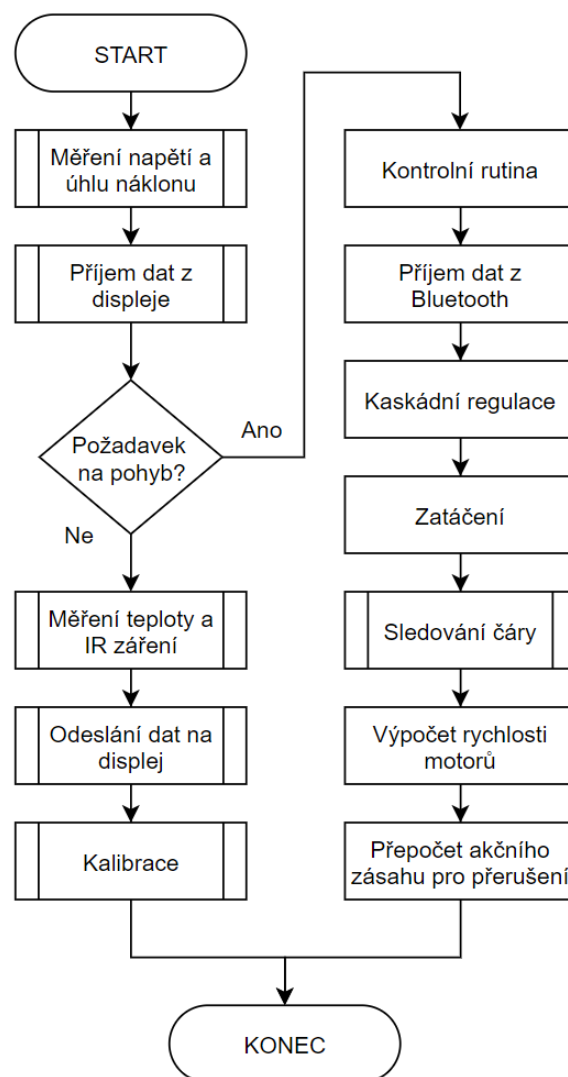 START
Měření napětí a
úhlu náklonu
Příjem dat z
displeje
Požadavek
na pohyb?
Ano
Ne
Měření teploty a
IR záření
Odeslání dat na
displej
Kalibrace
Kontrolní rutina
Příjem dat z
Bluetooth
Kaskádní regulace
Zatáčení
Sledování čáry
Výpočet rychlosti
motorů
Přepočet akčního
zásahu pro přerušení
KONEC